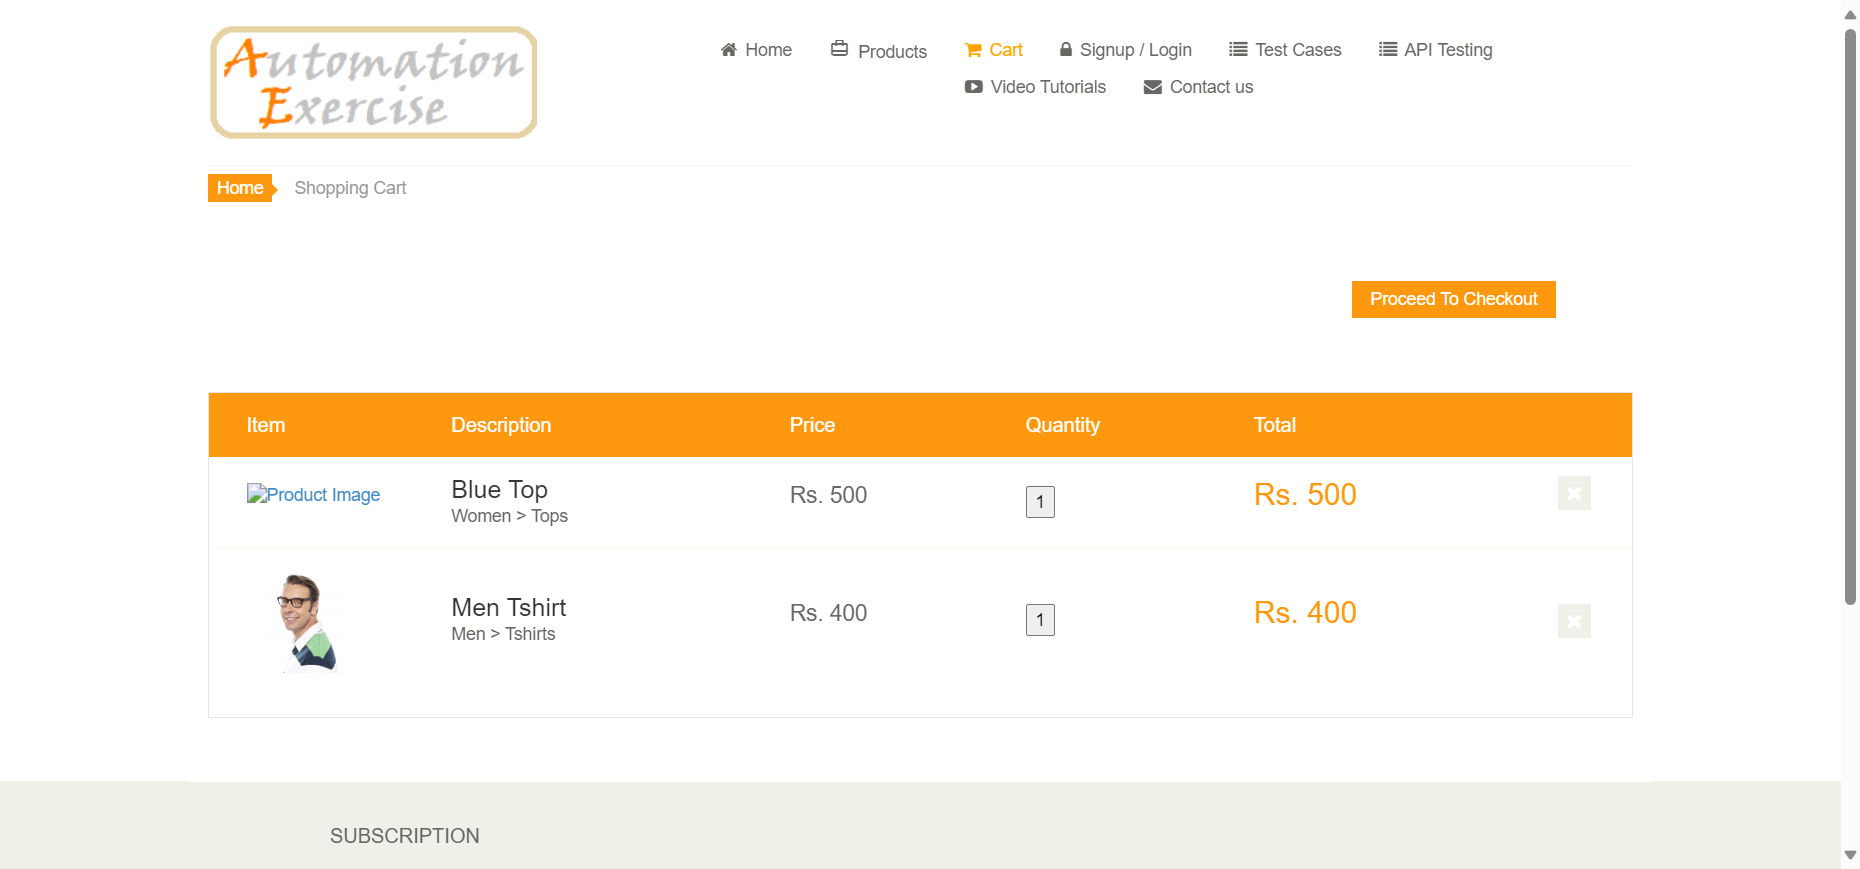 Automation
Exercise
Home Products Cart Signup / Login Test Cases API Testing
Video Tutorials Contact us
Home Shopping Cart
Proceed To Checkout
Item Description Price Quantity Total
Product Image Blue Top Rs. 500 1 Rs. 500
Women > Tops
Men Tshirt Rs. 400 1 Rs. 400
Men > Tshirts
SUBSCRIPTION